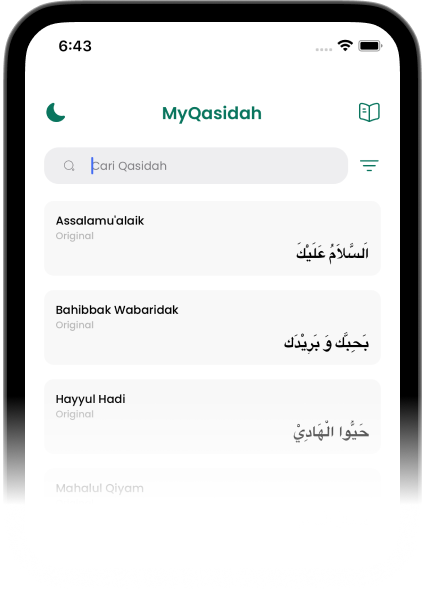 6:43
MyQasidah
Cari Qasidah
Assalamu'alaik
Original
اَلسَّلاَمُ عَلَيْكَ
Bahibbak Wabaridak
Original
بَحِبَّك وَ بَرِيْدَك
Hayyul Hadi
Original
حَيُّوا الْهَادِيْ
Mahalul Qiyam